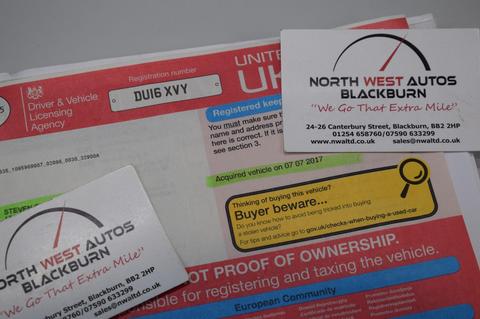 UNITE
UK
Registration number
DU16 XVY
Driver & Vehicle
Licensing
Agency
Registered keep
You must make sure t
name and address pr
here is correct. If it is
see section 3.
Acquired vehicle on 07 07 2017
Thinking of buying this vehicle?
Buyer beware...
Do you know how to avoid being tricked into buying
a stolen vehicle?
For tips and advice go to gov.uk/checks-when-buying-a-used-car
STEVEN
OT PROOF OF OWNERSHIP.
sible for registering and taxing the vehicle.
European Community
NORTH WEST AUTOS
BLACKBURN
"We Go That Extra Mile"
24-26 Canterbury Street, Blackburn, BB2 2HP
01254 658760/07590 633299
www.nwaltd.co.uk sales@nwaltd.co.uk
NORTH WEST AUTOS
BLACKBURN
"We Go That Extra Mile"
rbury Street, Blackburn, BB2 2HP
8760/07590 633299
sales@nwaltd.co.uk